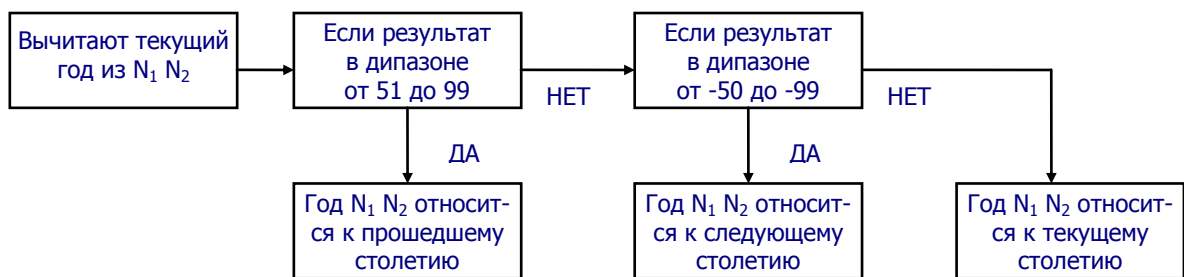 Вычитают текущий
год из N₁ N₂
Если результат
в дипазоне
от 51 до 99
НЕТ
Если результат
в дипазоне
от -50 до -99
НЕТ
ДА
ДА
Год N₁ N₂ относит-
ся к прошедшему
столетию
Год N₁ N₂ относит-
ся к следующему
столетию
Год N₁ N₂ относит-
ся к текущему
столетию